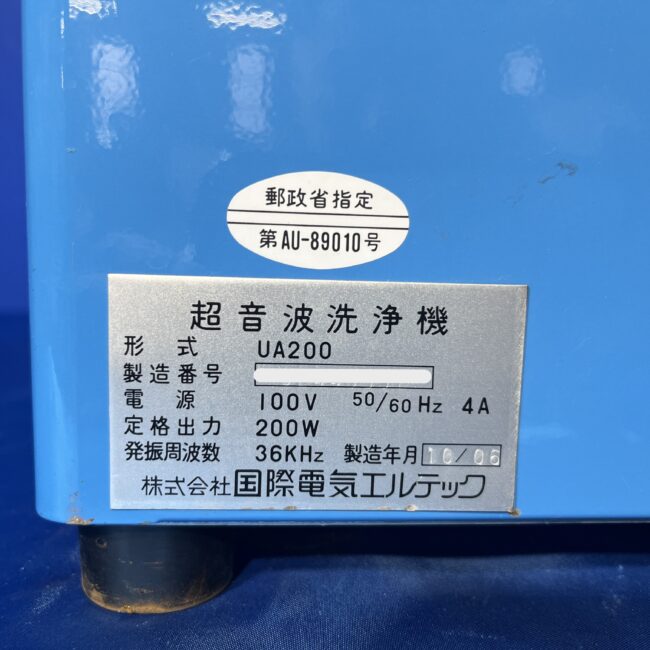 郵政省指定
第AU-89010号
超音波洗浄機
形式 UA200
製造番号
電源 100V 50/60Hz 4A
定格出力 200W
発振周波数 36KHz 製造年月 10/06
株式会社国際電気エルテック